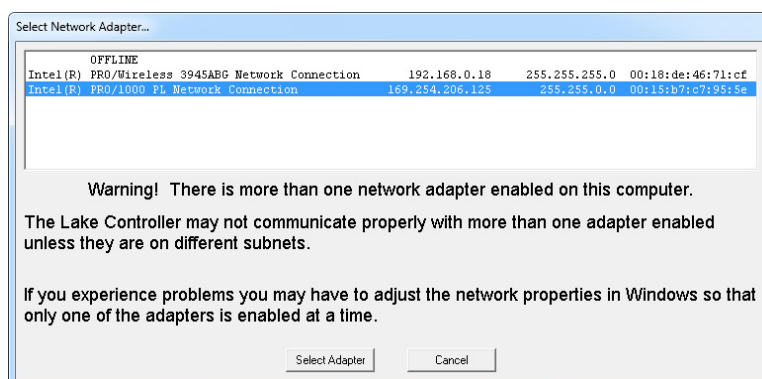 Select Network Adapter...
OFFLINE
Intel(R) PRO/Wireless 3945ABG Network Connection 192.168.0.18 255.255.255.0 00:18:de:46:71:cf
Intel(R) PRO/1000 PL Network Connection 169.254.206.125 255.255.0.0 00:15:b7:c7:95:5e
Warning! There is more than one network adapter enabled on this computer.
The Lake Controller may not communicate properly with more than one adapter enabled
unless they are on different subnets.
If you experience problems you may have to adjust the network properties in Windows so that
only one of the adapters is enabled at a time.
Select Adapter Cancel